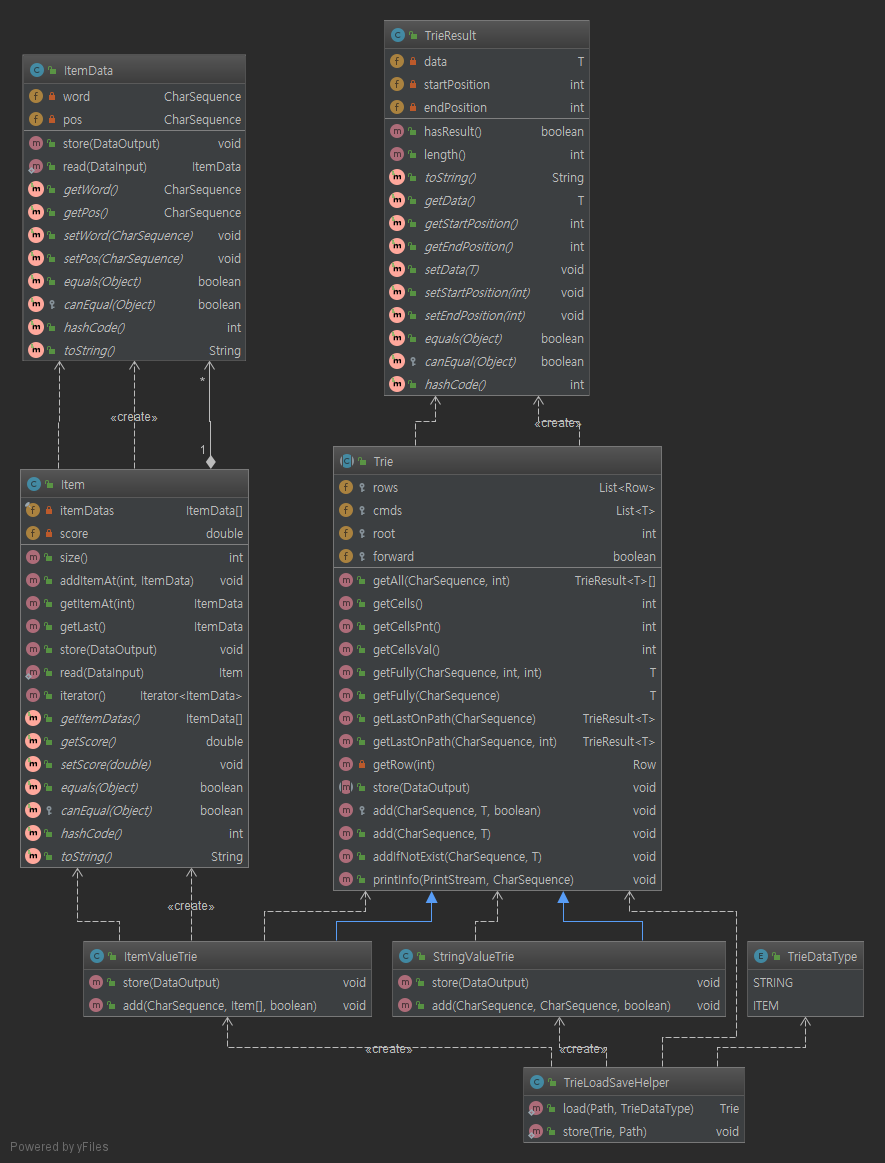 TrieResult
data T
startPosition int
endPosition int
hasResult() boolean
length() int
toString() String
getData() T
getStartPosition() int
getEndPosition() int
setData(T) void
setStartPosition(int) void
setEndPosition(int) void
equals(Object) boolean
canEqual(Object) boolean
hashCode() int
ItemData
word CharSequence
pos CharSequence
store(DataOutput) void
read(DataInput) ItemData
getWord() CharSequence
getPos() CharSequence
setWord(CharSequence) void
setPos(CharSequence) void
equals(Object) boolean
canEqual(Object) boolean
hashCode() int
toString() String
*
«create»
1
«create»
Item
itemDatas ItemData[]
score double
size() int
addItemAt(int, ItemData) void
getItemAt(int) ItemData
getLast() ItemData
store(DataOutput) void
read(DataInput) Item
iterator() Iterator<ItemData>
getItemDatas() ItemData[]
getScore() double
setScore(double) void
equals(Object) boolean
canEqual(Object) boolean
hashCode() int
toString() String
Trie
rows List<Row>
cmds List<T>
root int
forward boolean
getAll(CharSequence, int) TrieResult<T>[]
getCells() int
getCellsPnt() int
getCellsVal() int
getFully(CharSequence, int, int) T
getFully(CharSequence) T
getLastOnPath(CharSequence) TrieResult<T>
getLastOnPath(CharSequence, int) TrieResult<T>
getRow(int) Row
store(DataOutput) void
add(CharSequence, T, boolean) void
add(CharSequence, T) void
addIfNotExist(CharSequence, T) void
printInfo(PrintStream, CharSequence) void
«create»
ItemValueTrie
store(DataOutput) void
add(CharSequence, Item[], boolean) void
StringValueTrie
store(DataOutput) void
add(CharSequence, CharSequence, boolean) void
TrieDataType
STRING
ITEM
«create»
«create»
TrieLoadSaveHelper
load(Path, TrieDataType) Trie
store(Trie, Path) void
Powered by yFiles